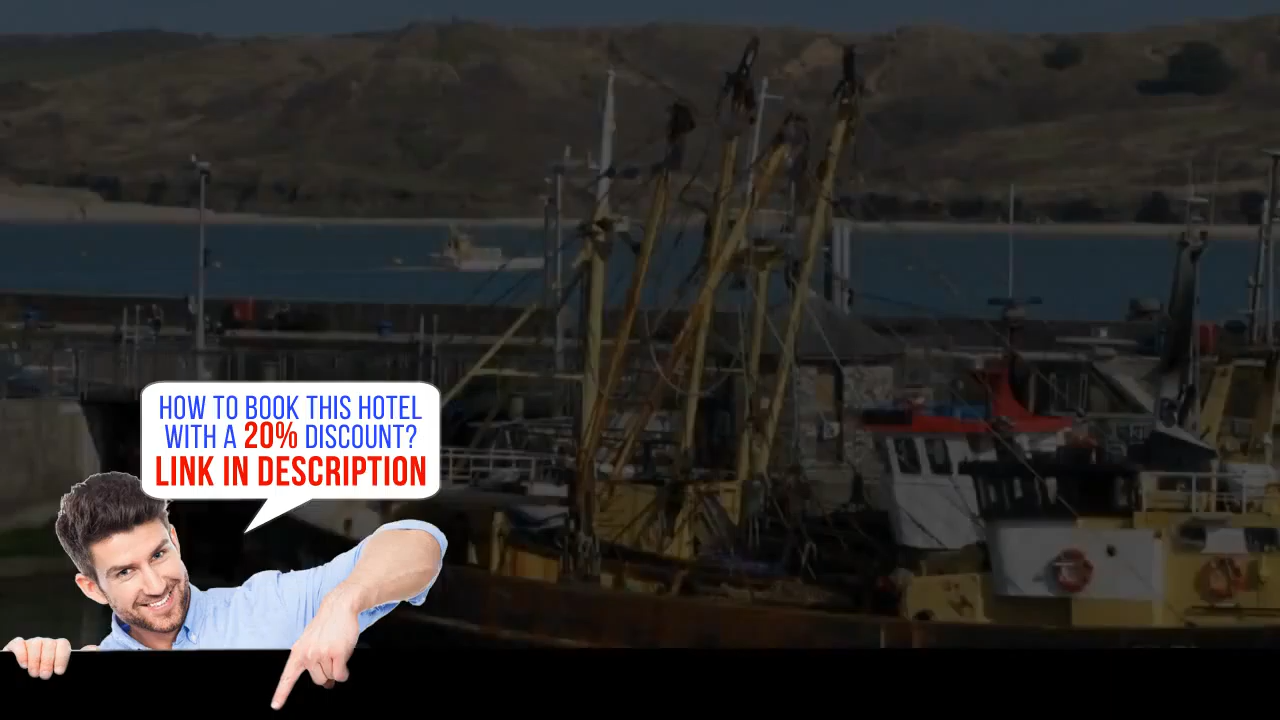 HOW TO BOOK THIS HOTEL
WITH A 20% DISCOUNT?
LINK IN DESCRIPTION